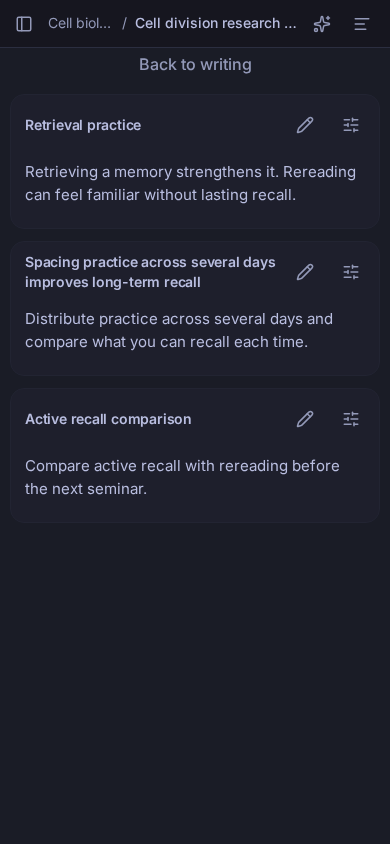 Cell biol... / Cell division research ...
Back to writing
Retrieval practice
Retrieving a memory strengthens it. Rereading
can feel familiar without lasting recall.
Spacing practice across several days
improves long-term recall
Distribute practice across several days and
compare what you can recall each time.
Active recall comparison
Compare active recall with rereading before
the next seminar.